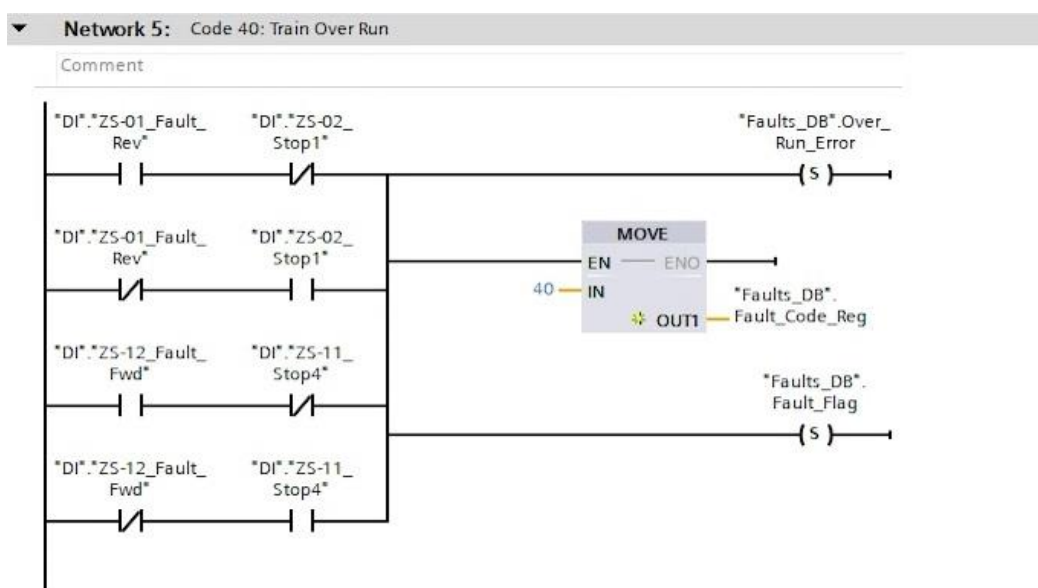 Network 5: Code 40: Train Over Run
Comment
"DI"."ZS-01_Fault_
Rev"
"DI"."ZS-02_
Stop1"
"Faults_DB".Over_
Run_Error
( S )
"DI"."ZS-01_Fault_
Rev"
"DI"."ZS-02_
Stop1"
MOVE
EN ENO
40 IN
OUT1
"Faults_DB".
Fault_Code_Reg
"DI"."ZS-12_Fault_
Fwd"
"DI"."ZS-11_
Stop4"
"Faults_DB".
Fault_Flag
( S )
"DI"."ZS-12_Fault_
Fwd"
"DI"."ZS-11_
Stop4"